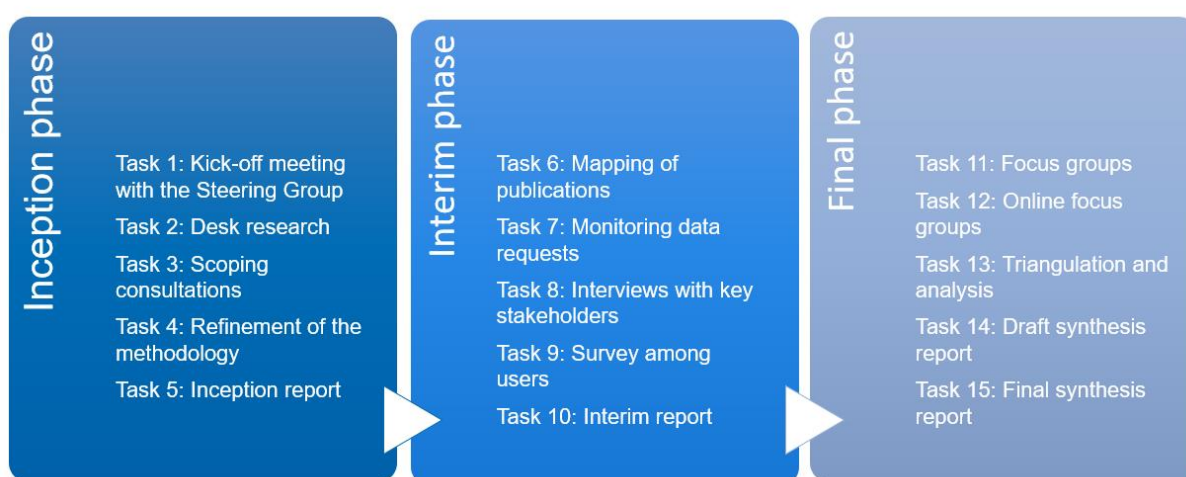 Inception phase
Task 1: Kick-off meeting
with the Steering Group
Task 2: Desk research
Task 3: Scoping
consultations
Task 4: Refinement of the
methodology
Task 5: Inception report
Interim phase
Task 6: Mapping of
publications
Task 7: Monitoring data
requests
Task 8: Interviews with key
stakeholders
Task 9: Survey among
users
Task 10: Interim report
Final phase
Task 11: Focus groups
Task 12: Online focus
groups
Task 13: Triangulation and
analysis
Task 14: Draft synthesis
report
Task 15: Final synthesis
report